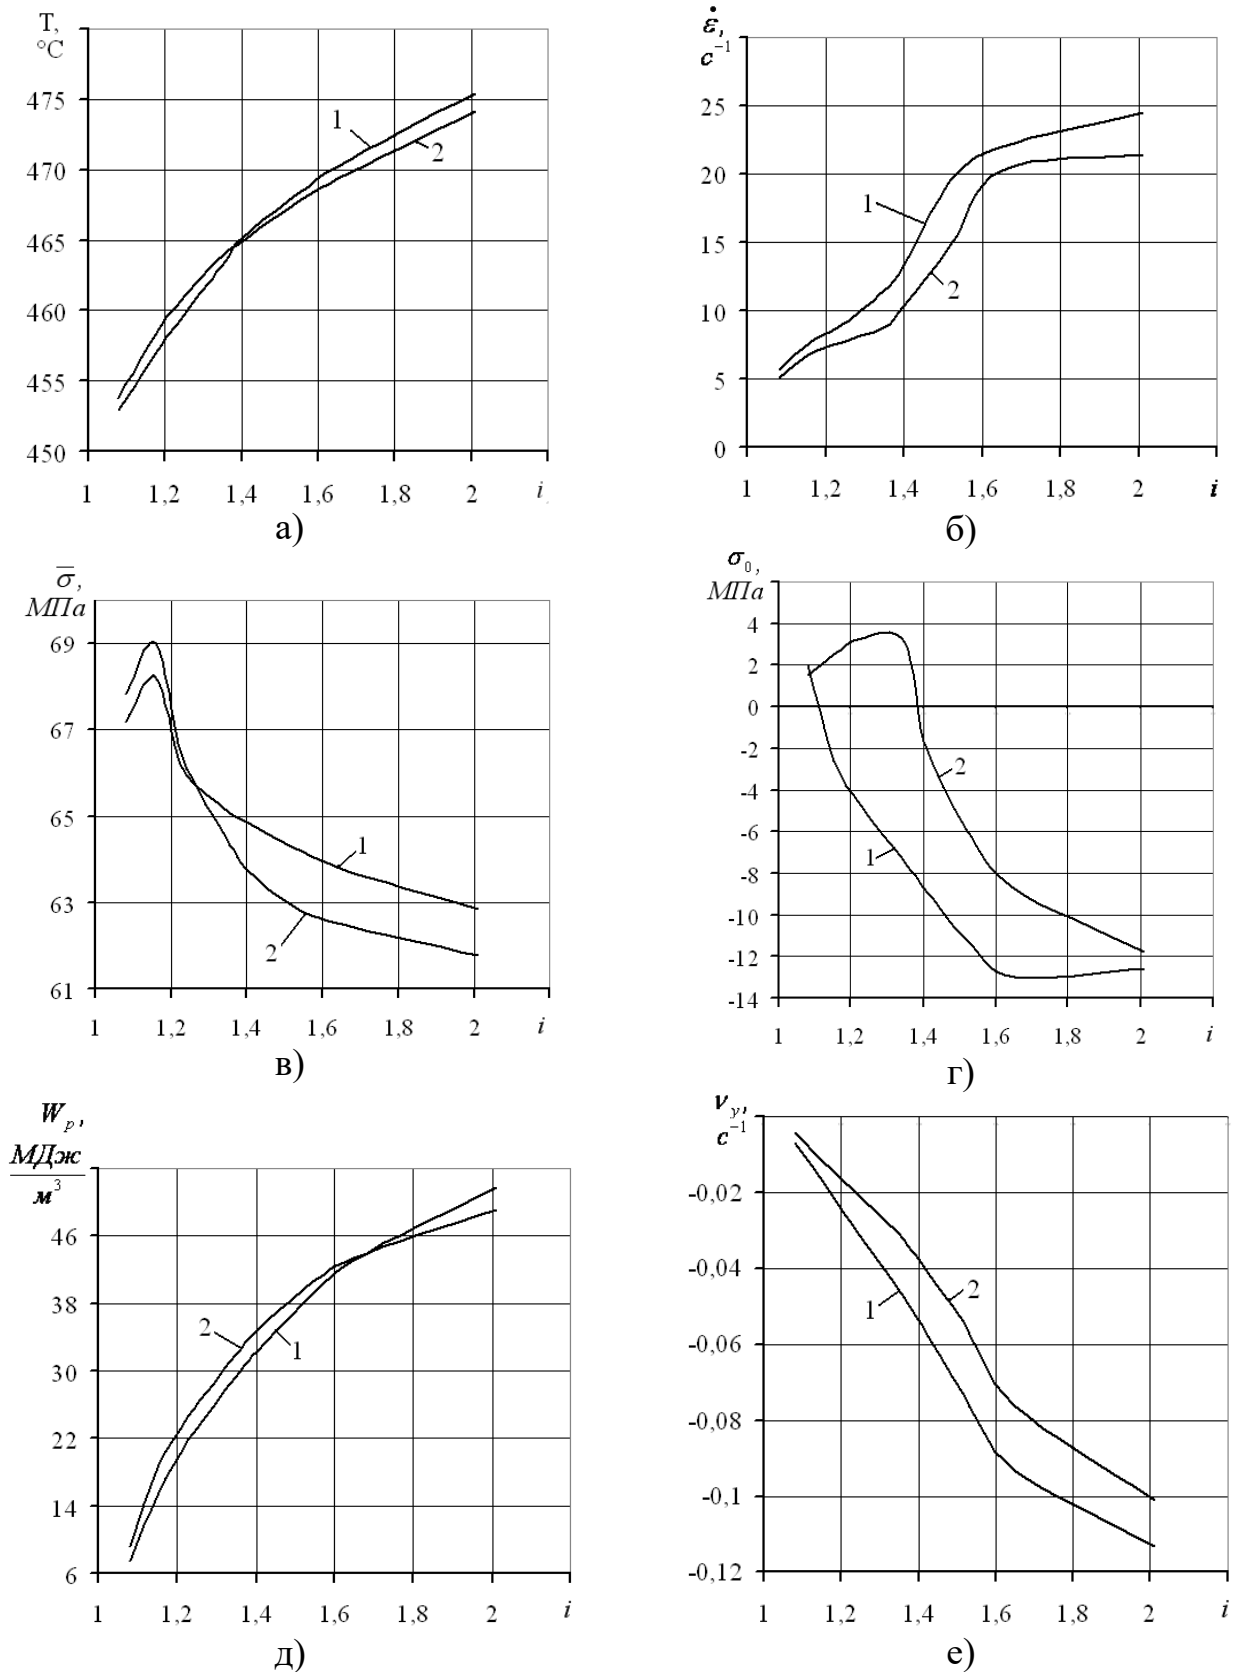 T,
°C
475
470
465
460
455
450
1
2
1 1,2 1,4 1,6 1,8 2 i
а)
ε̇,
c⁻¹
25
20
15
10
5
0
1
2
1 1,2 1,4 1,6 1,8 2 i
б)
σ̅,
МПа
69
67
65
63
61
1
2
1 1,2 1,4 1,6 1,8 2 i
в)
σ₀,
МПа
4
2
0
-2
-4
-6
-8
-10
-12
-14
2
1
1 1,2 1,4 1,6 1,8 2 i
г)
W_p,
МДж
м³
46
38
30
22
14
6
2
1
1 1,2 1,4 1,6 1,8 2 i
д)
ν_y,
c⁻¹
-0,02
-0,04
-0,06
-0,08
-0,1
-0,12
2
1
1 1,2 1,4 1,6 1,8 2 i
е)